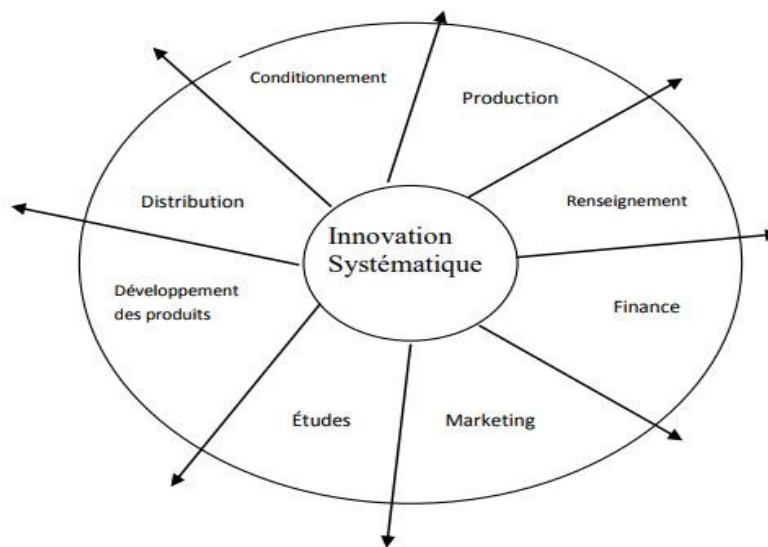 Conditionnement
Production
Distribution
Renseignement
Innovation
Systématique
Développement
des produits
Finance
Études
Marketing